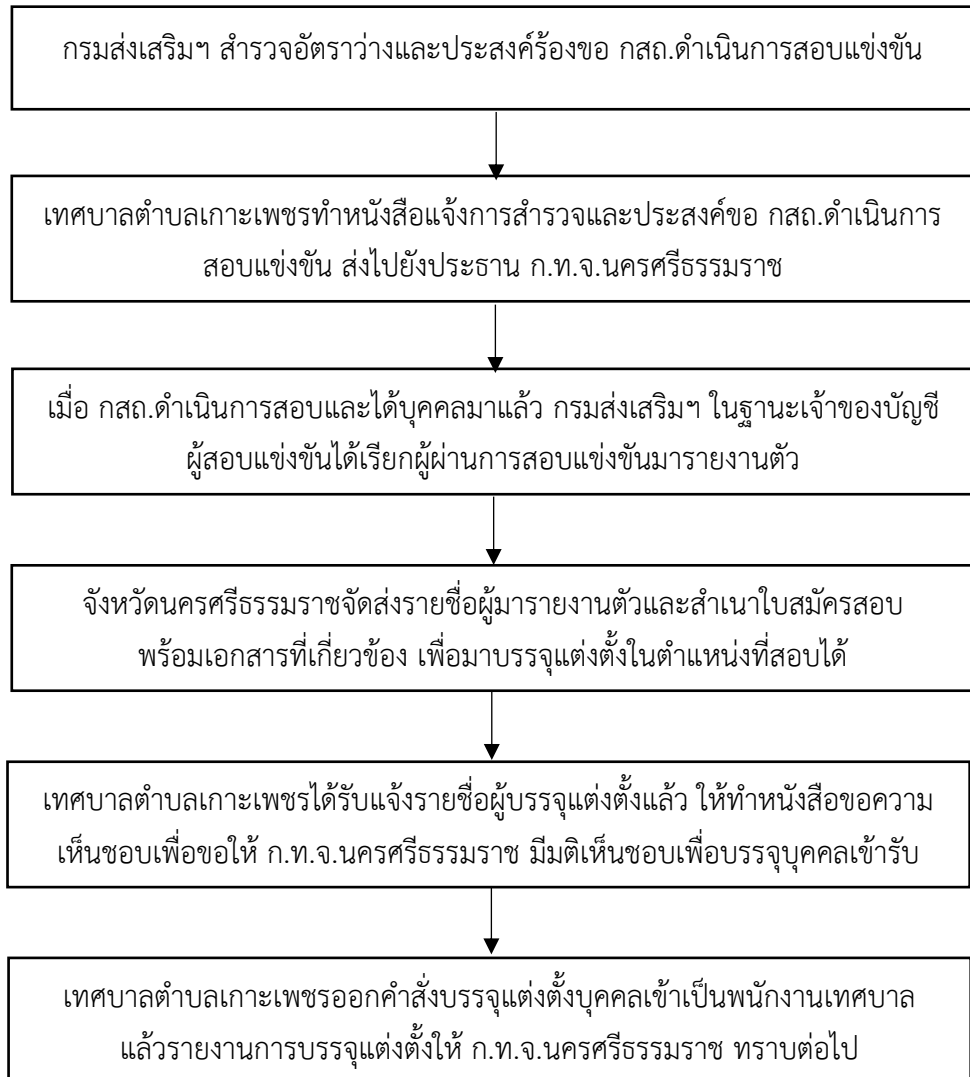 กรมส่งเสริมฯ สำรวจอัตราว่างและประสงค์ร้องขอ กสถ.ดำเนินการสอบแข่งขัน
เทศบาลตำบลเกาะเพชรทำหนังสือแจ้งการสำรวจและประสงค์ขอ กสถ.ดำเนินการ
สอบแข่งขัน ส่งไปยังประธาน ก.ท.จ.นครศรีธรรมราช
เมื่อ กสถ.ดำเนินการสอบและได้บุคคลมาแล้ว กรมส่งเสริมฯ ในฐานะเจ้าของบัญชี
ผู้สอบแข่งขันได้เรียกผู้ผ่านการสอบแข่งขันมารายงานตัว
จังหวัดนครศรีธรรมราชจัดส่งรายชื่อผู้มารายงานตัวและสำเนาใบสมัครสอบ
พร้อมเอกสารที่เกี่ยวข้อง เพื่อมาบรรจุแต่งตั้งในตำแหน่งที่สอบได้
เทศบาลตำบลเกาะเพชรได้รับแจ้งรายชื่อผู้บรรจุแต่งตั้งแล้ว ให้ทำหนังสือขอความ
เห็นชอบเพื่อขอให้ ก.ท.จ.นครศรีธรรมราช มีมติเห็นชอบเพื่อบรรจุบุคคลเข้ารับ
เทศบาลตำบลเกาะเพชรออกคำสั่งบรรจุแต่งตั้งบุคคลเข้าเป็นพนักงานเทศบาล
แล้วรายงานการบรรจุแต่งตั้งให้ ก.ท.จ.นครศรีธรรมราช ทราบต่อไป